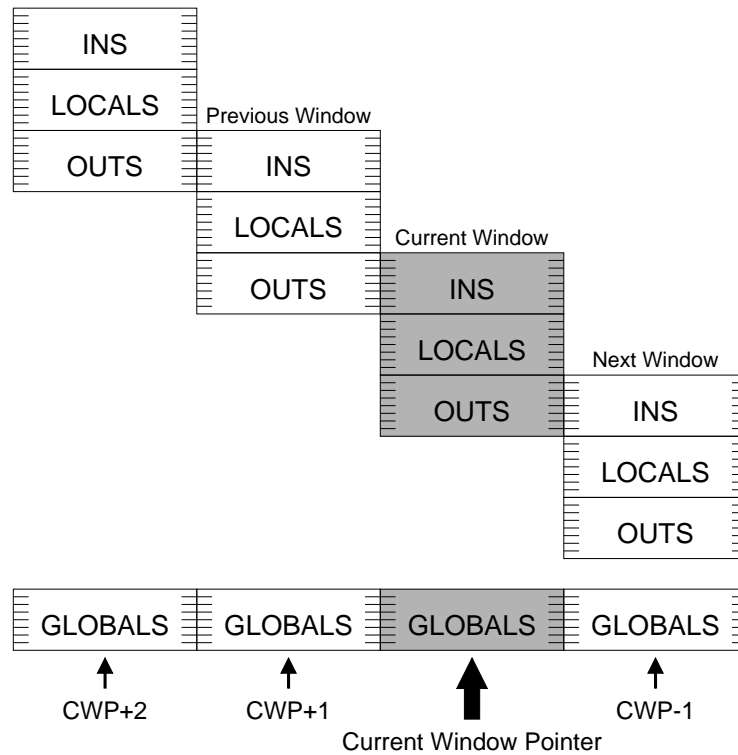 INS
LOCALS
Previous Window
OUTS INS
LOCALS
Current Window
OUTS INS
LOCALS
Next Window
OUTS INS
LOCALS
OUTS
GLOBALS GLOBALS GLOBALS GLOBALS
CWP+2 CWP+1 CWP-1
Current Window Pointer